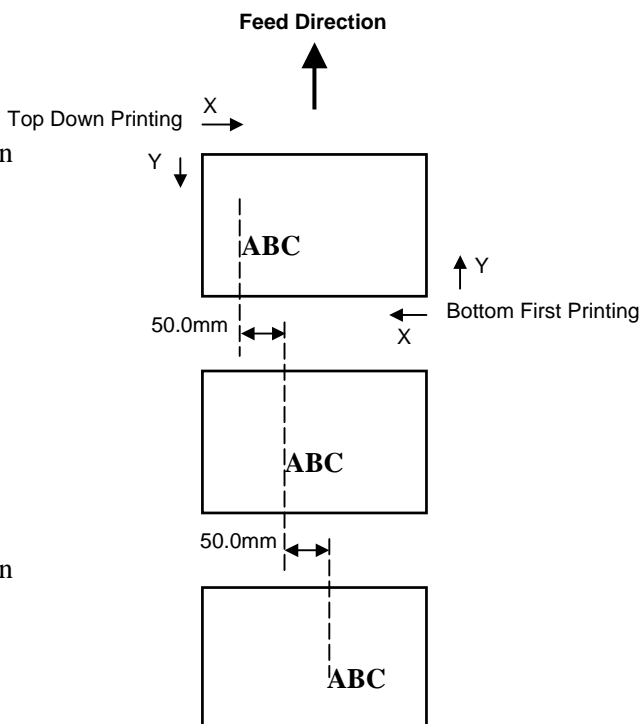 Feed Direction
X
Top Down Printing
n
Y
ABC
Y
50.0mm
Bottom First Printing
X
ABC
50.0mm
n
ABC